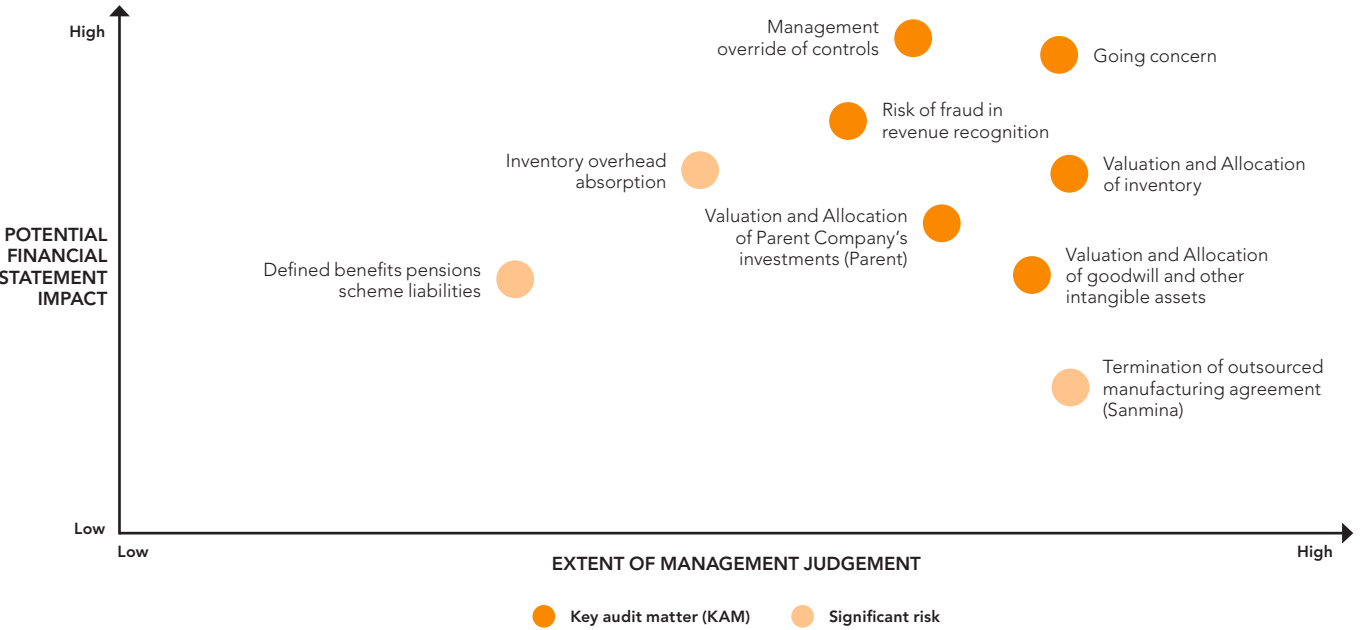 High
Management
override of controls
Going concern
Risk of fraud in
revenue recognition
Inventory overhead
absorption
Valuation and Allocation
of inventory
Valuation and Allocation
of Parent Company's
investments (Parent)
POTENTIAL
FINANCIAL
STATEMENT
IMPACT
Defined benefits pensions
scheme liabilities
Valuation and Allocation
of goodwill and other
intangible assets
Termination of outsourced
manufacturing agreement
(Sanmina)
Low
Low
High
EXTENT OF MANAGEMENT JUDGEMENT
Key audit matter (KAM)
Significant risk